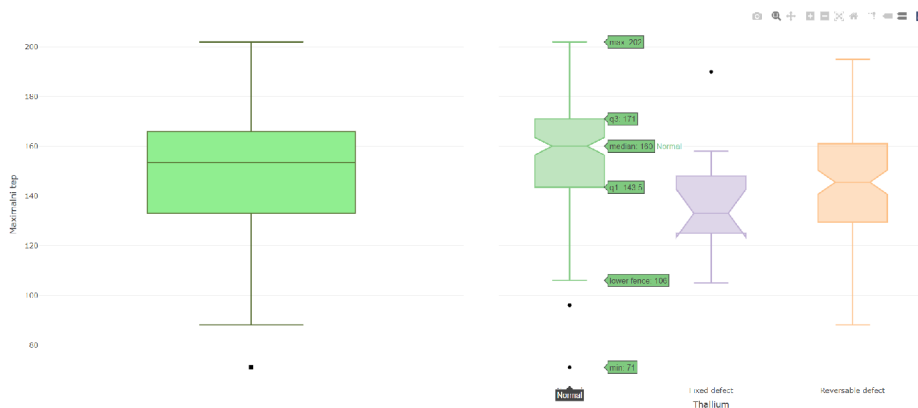 Maximalni tep
200
180
160
140
120
100
80
max: 202
q3: 171
median: 160 Normal
q1: 143.5
lower fence: 106
min: 71
Normal
Fixed defect
Reversable defect
Thallium